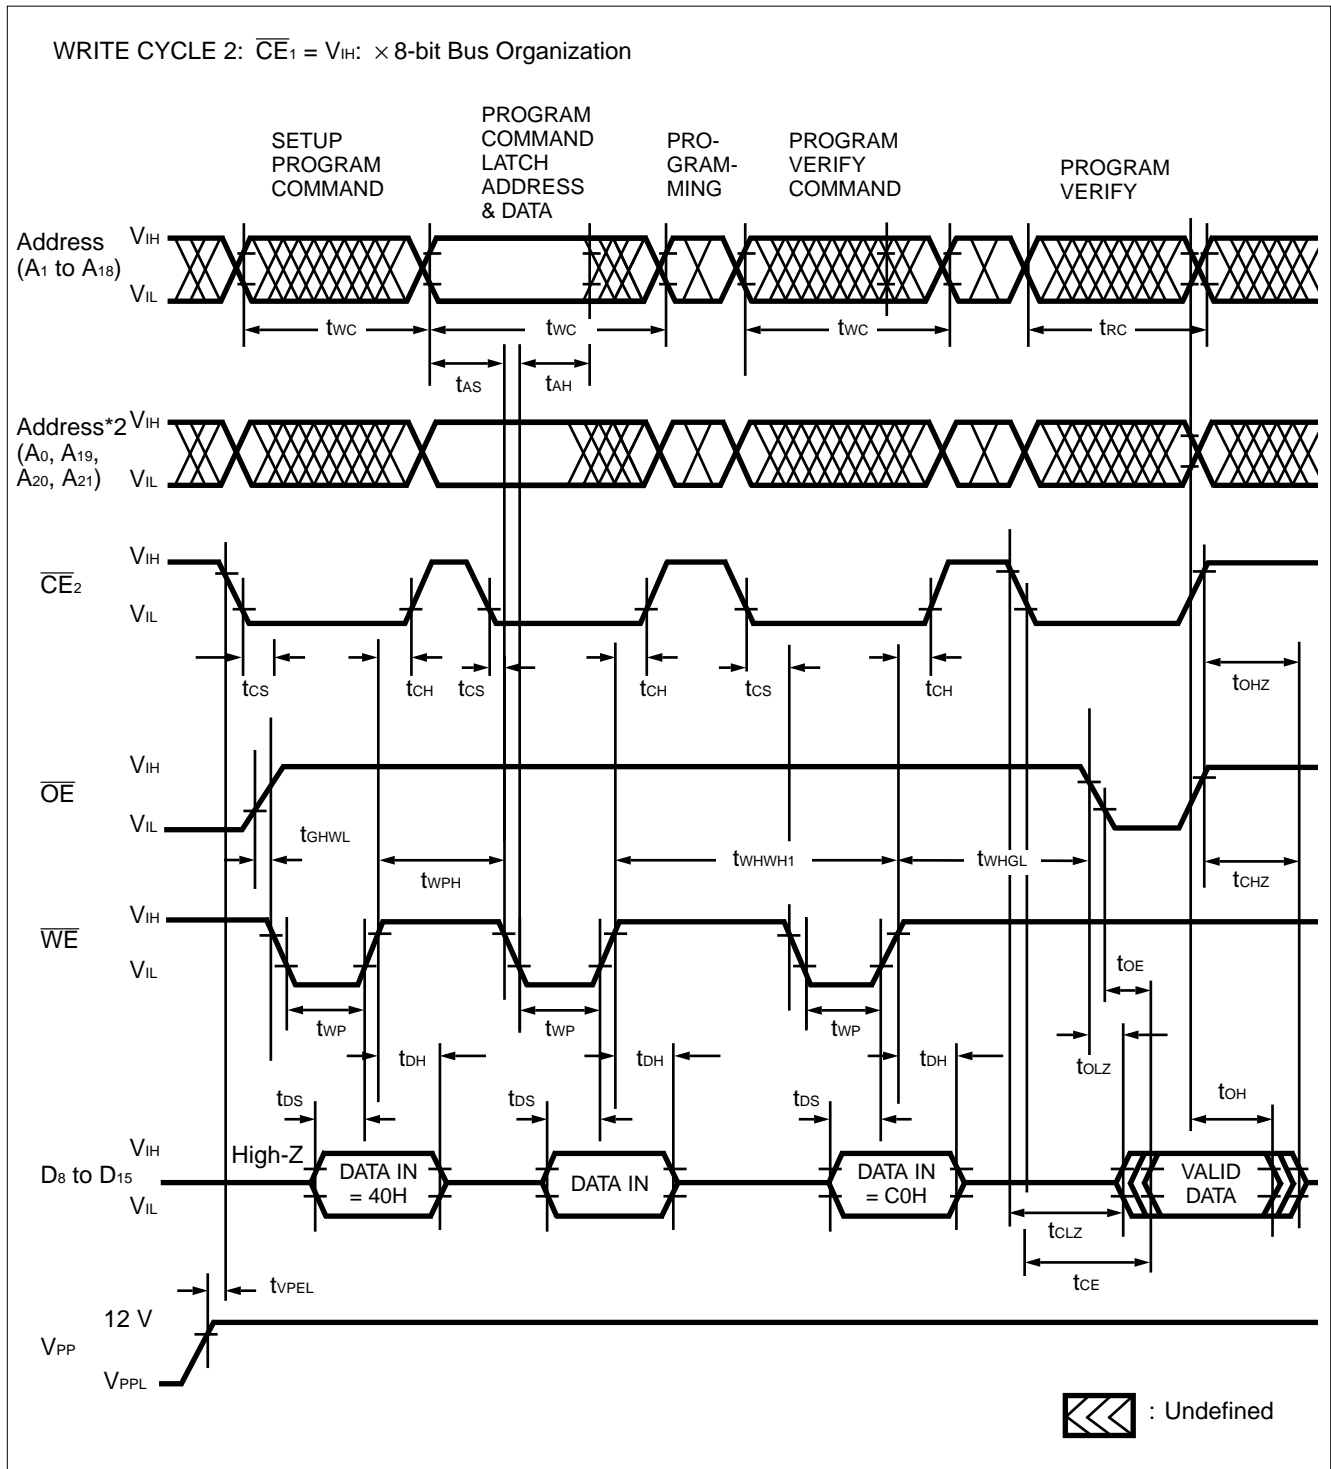 WRITE CYCLE 2: C̅E̅₁ = VIH: × 8-bit Bus Organization
SETUP
PROGRAM
COMMAND
PROGRAM
COMMAND
LATCH
ADDRESS
& DATA
PRO-
GRAM-
MING
PROGRAM
VERIFY
COMMAND
PROGRAM
VERIFY
Address
(A1 to A18)
VIH
VIL
tWC
tWC
tWC
tRC
tAS
tAH
Address*2
(A0, A19,
A20, A21)
VIH
VIL
C̅E̅₂
VIH
VIL
tCS
tCH
tCS
tCH
tCS
tCH
tOHZ
O̅E̅
VIH
VIL
tGHWL
tWPH
tWHWH1
tWHGL
tCHZ
W̅E̅
VIH
VIL
tWP
tWP
tWP
tOE
tOLZ
tDH
tDH
tDH
tDS
tDS
tDS
tOH
D8 to D15
VIH
VIL
High-Z
DATA IN
= 40H
DATA IN
DATA IN
= C0H
VALID
DATA
tCLZ
tCE
tVPEL
VPP
12 V
VPPL
: Undefined